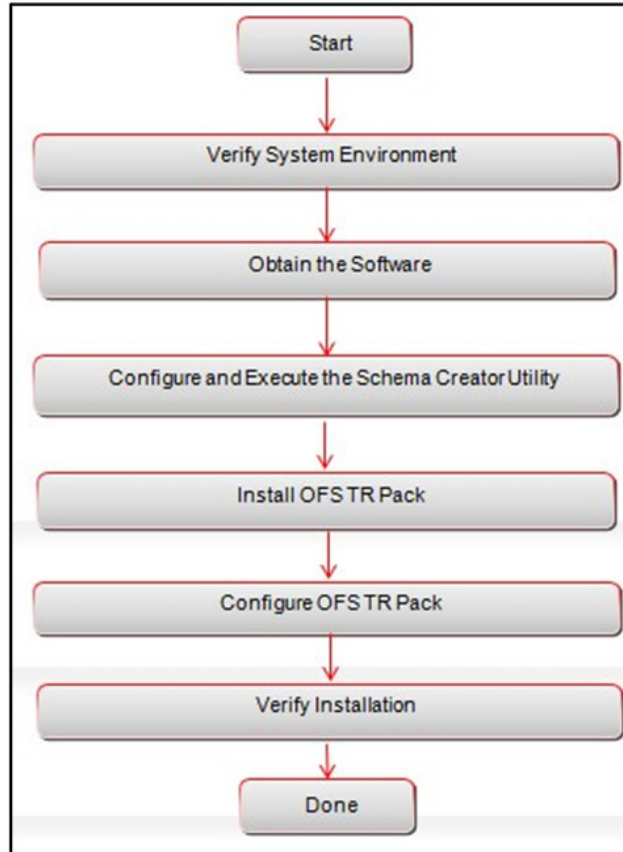 Start
Verify System Environment
Obtain the Software
Configure and Execute the Schema Creator Utility
Install OFS TR Pack
Configure OFS TR Pack
Verify Installation
Done